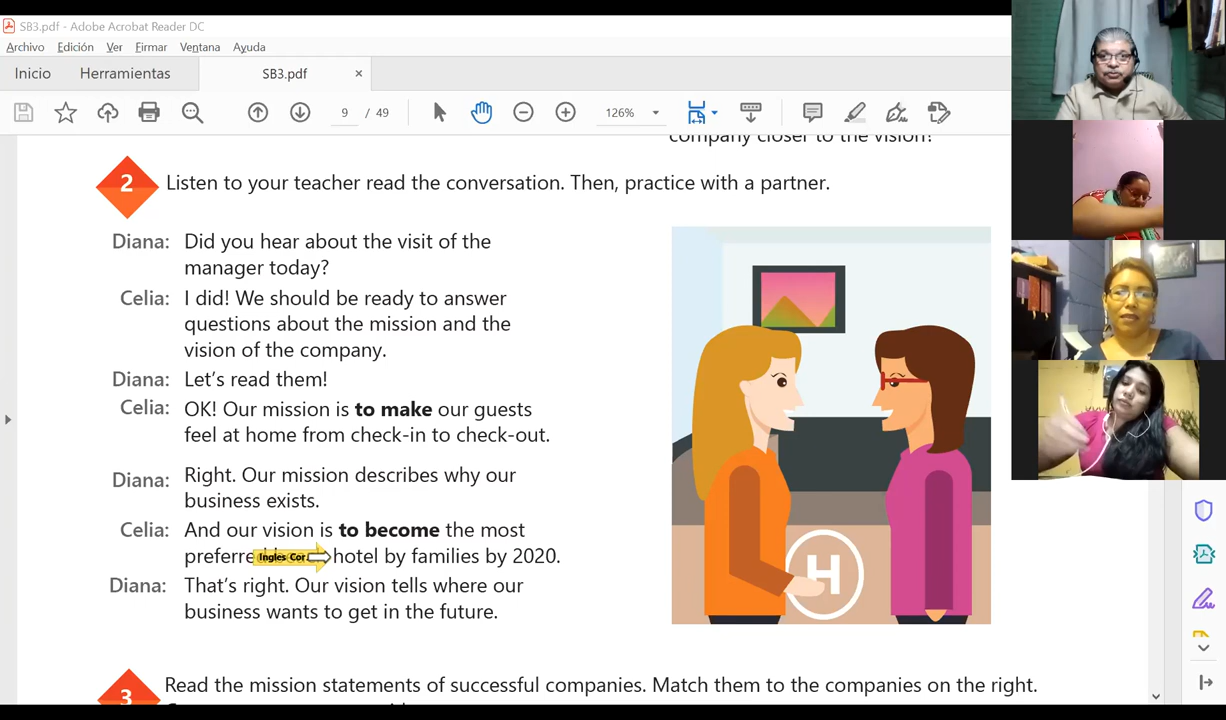 SB3.pdf - Adobe Acrobat Reader DC
Archivo Edición Ver Firmar Ventana Ayuda
Inicio Herramientas SB3.pdf ×
9 / 49 126%
company closer to the vision?
2 Listen to your teacher read the conversation. Then, practice with a partner.
Diana: Did you hear about the visit of the
manager today?
Celia: I did! We should be ready to answer
questions about the mission and the
vision of the company.
Diana: Let's read them!
Celia: OK! Our mission is to make our guests
feel at home from check-in to check-out.
Diana: Right. Our mission describes why our
business exists.
Celia: And our vision is to become the most
preferre Ingles Cor... hotel by families by 2020.
Diana: That's right. Our vision tells where our
business wants to get in the future.
H
3 Read the mission statements of successful companies. Match them to the companies on the right.